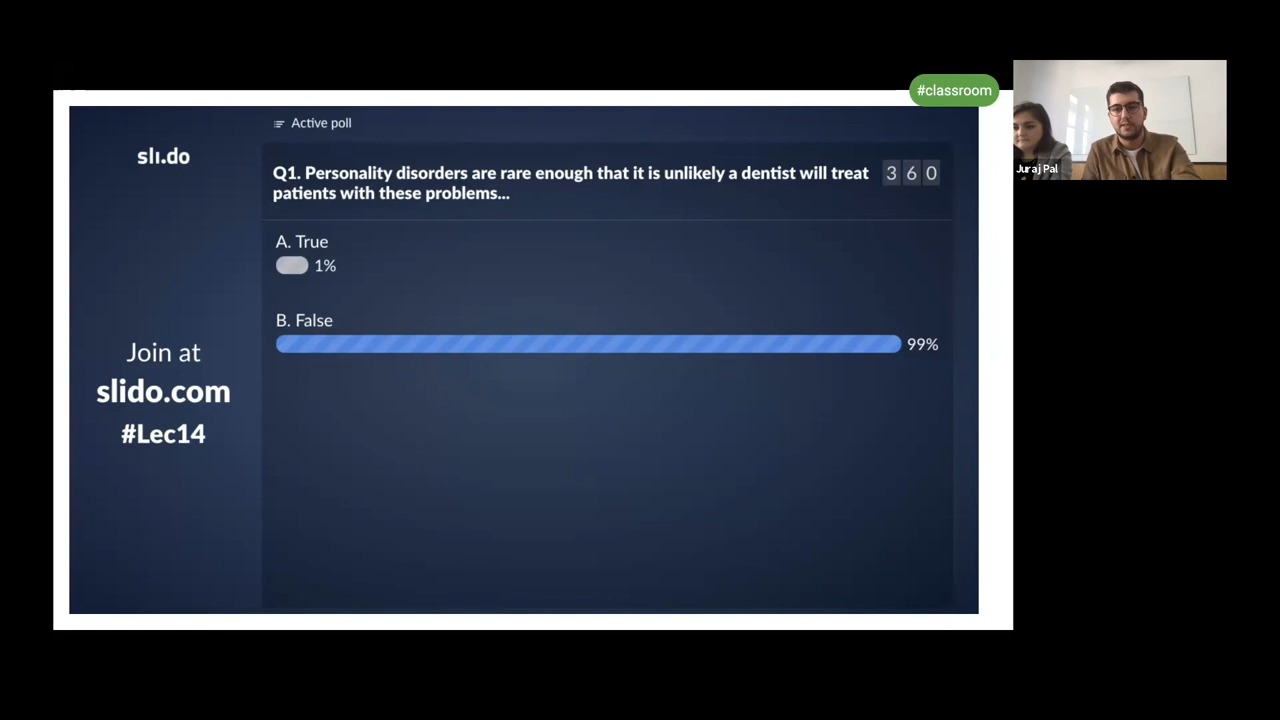 #classroom
Juraj Pal
Active poll
sli.do
Q1. Personality disorders are rare enough that it is unlikely a dentist will treat
patients with these problems...
3 6 0
A. True
1%
B. False
99%
Join at
slido.com
#Lec14